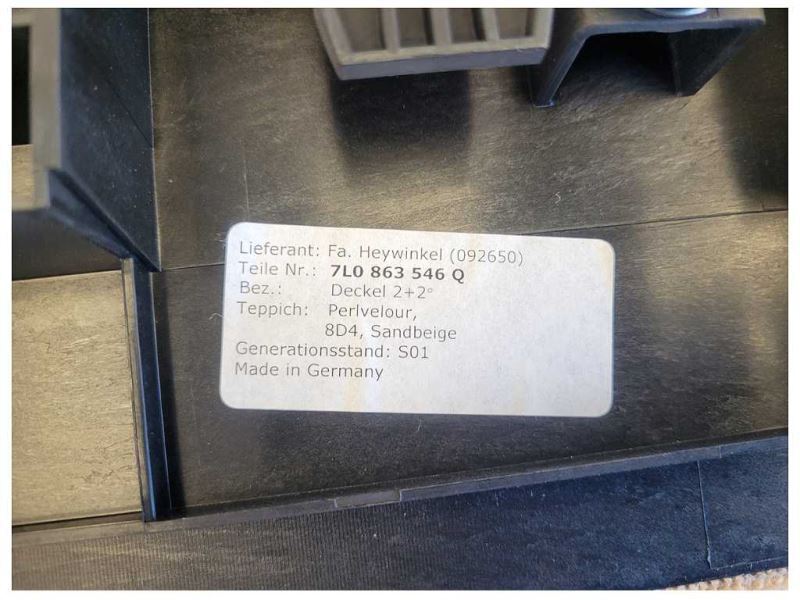 Lieferant: Fa. Heywinkel (092650)
Teile Nr.: 7L0 863 546 Q
Bez.: Deckel 2+2°
Teppich: Perlvelour,
8D4, Sandbeige
Generationsstand: S01
Made in Germany